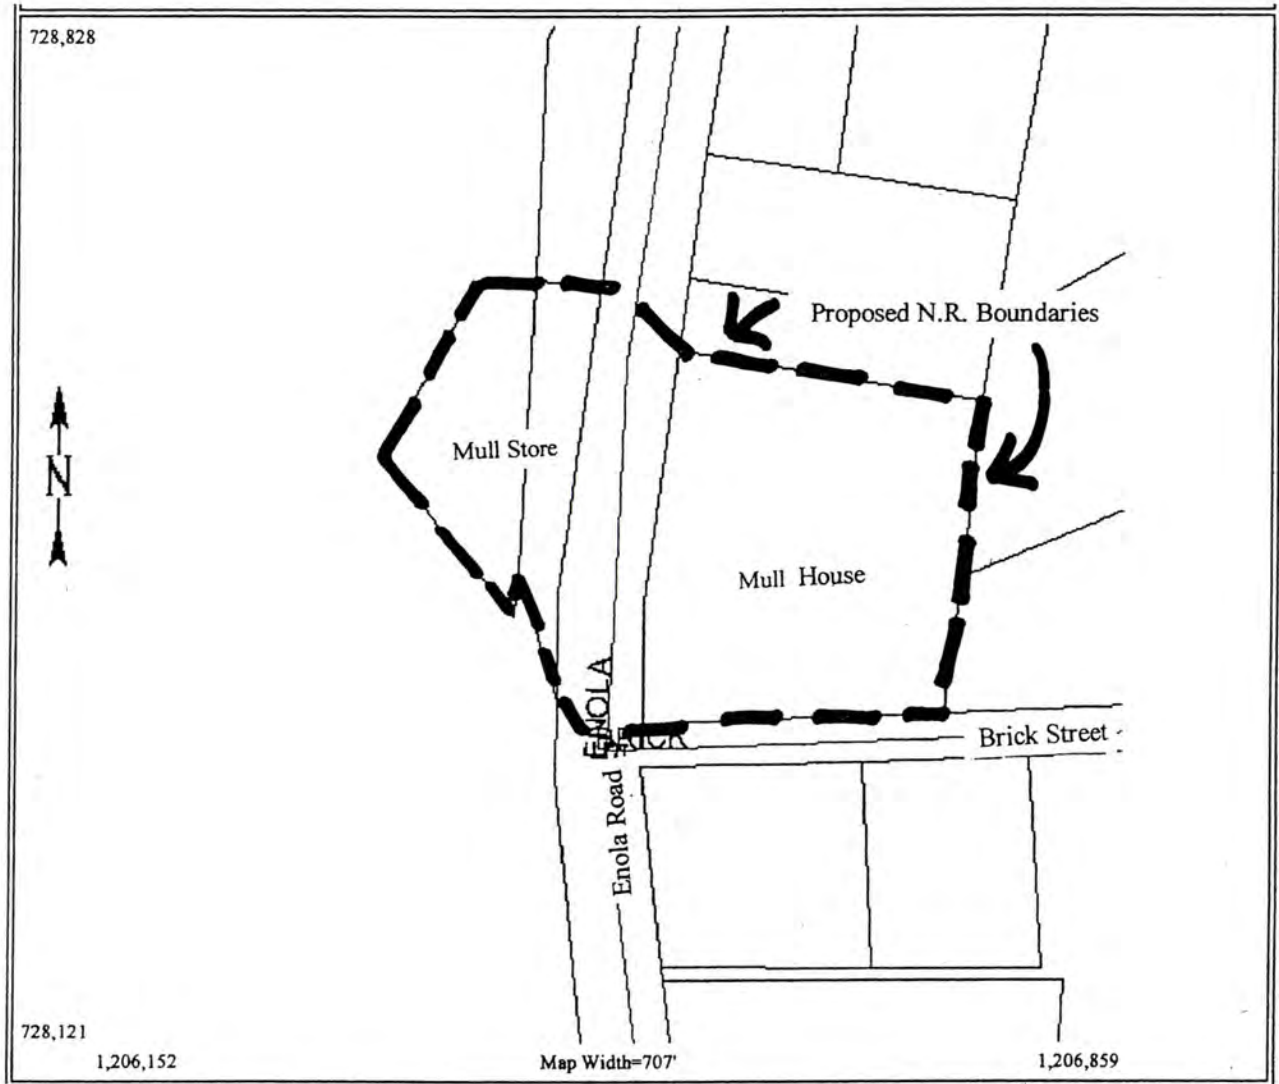 728,828
Proposed N.R. Boundaries
Mull Store
N
Mull House
ENOLA
BRICK
Brick Street
Enola Road
728,121
1,206,152
Map Width=707'
1,206,859